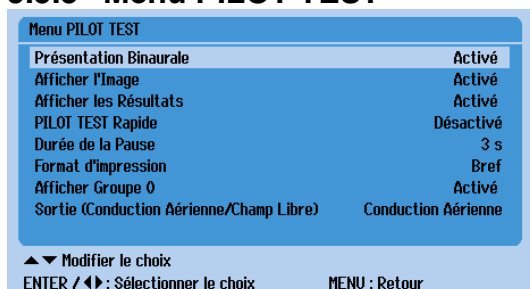 Menu PILOT TEST
Présentation Binaurale Activé
Afficher l'Image Activé
Afficher les Résultats Activé
PILOT TEST Rapide Désactivé
Durée de la Pause 3 s
Format d'impression Bref
Afficher Groupe 0 Activé
Sortie (Conduction Aérienne/Champ Libre) Conduction Aérienne
▲▼ Modifier le choix
ENTER / ◀▶ : Sélectionner le choix MENU : Retour